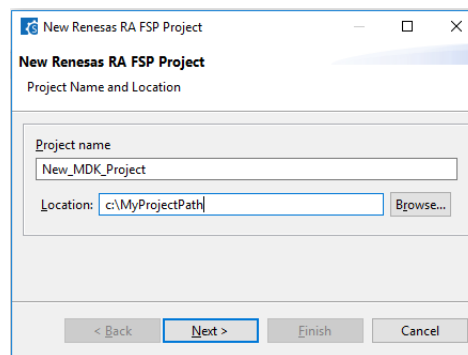 New Renesas RA FSP Project
New Renesas RA FSP Project
Project Name and Location
Project name
New_MDK_Project
Location: c:\MyProjectPath Browse...
< Back Next > Finish Cancel